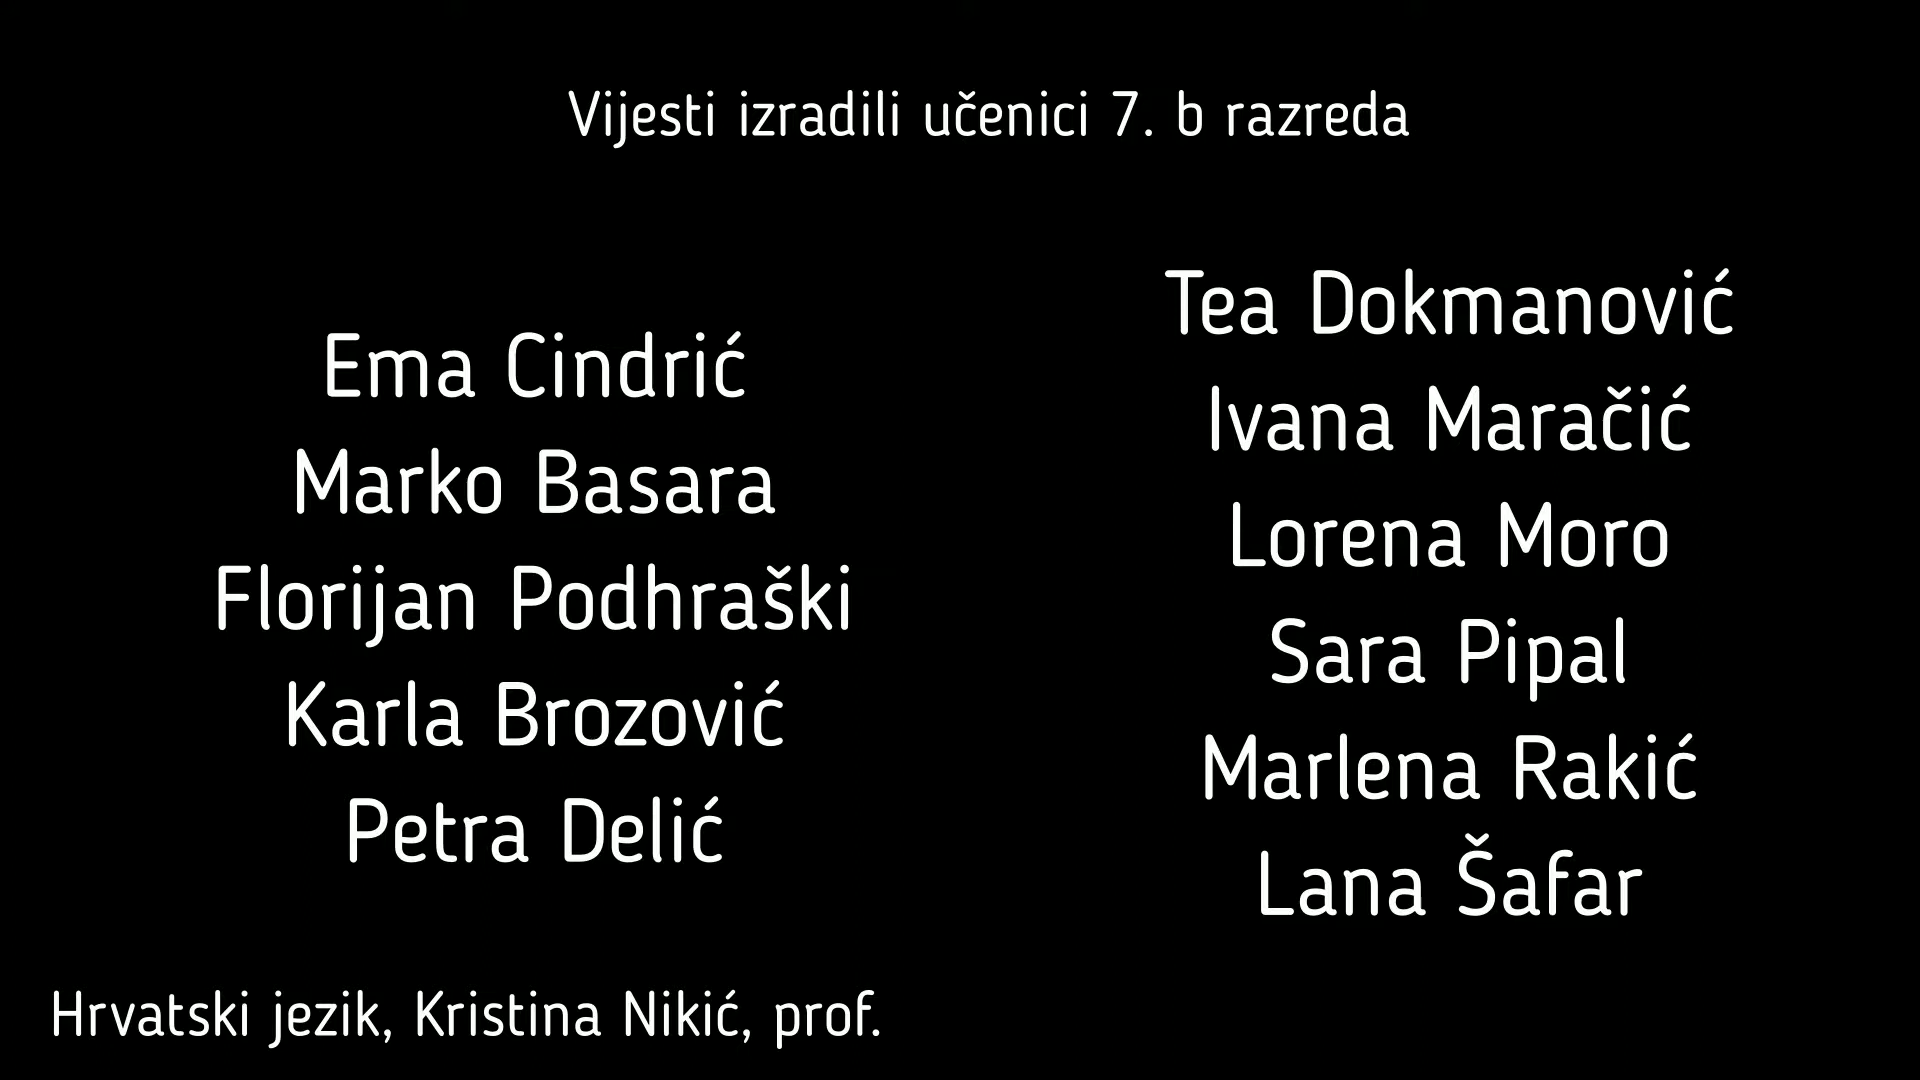 Vijesti izradili učenici 7. b razreda
Ema Cindrić
Marko Basara
Florijan Podhraški
Karla Brozović
Petra Delić
Tea Dokmanović
Ivana Maračić
Lorena Moro
Sara Pipal
Marlena Rakić
Lana Šafar
Hrvatski jezik, Kristina Nikić, prof.